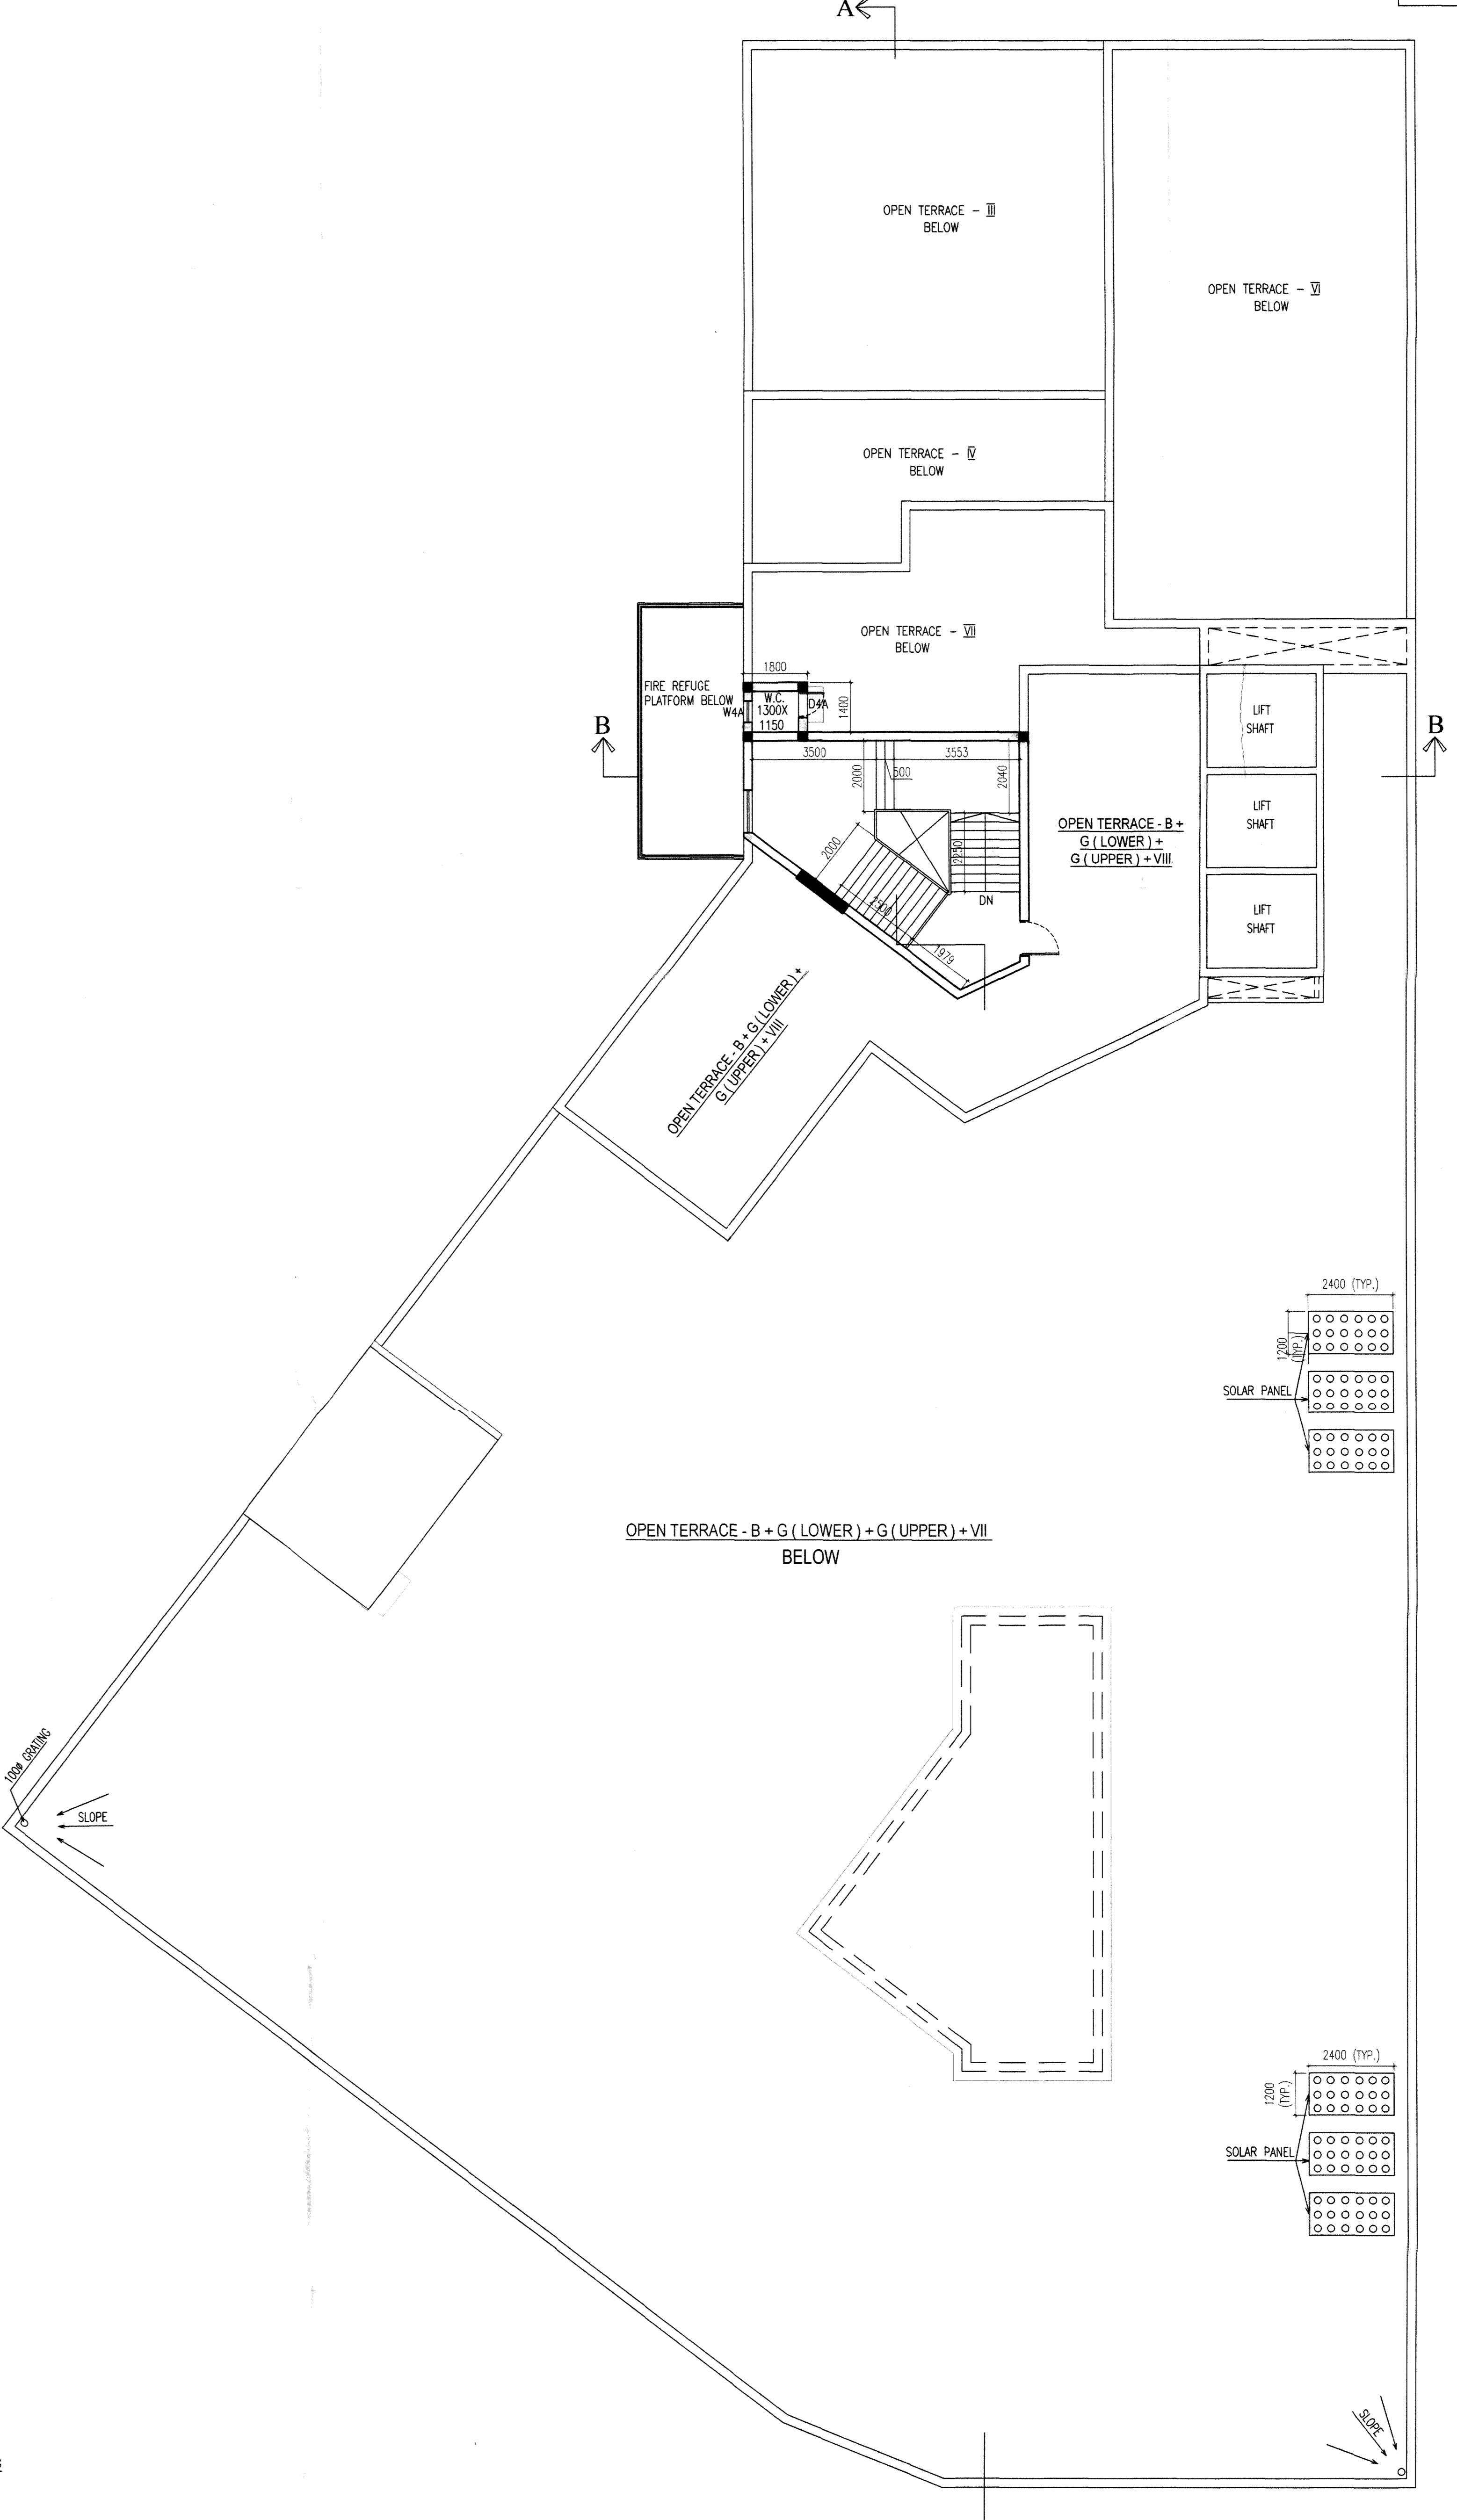 A
OPEN TERRACE - III
BELOW
OPEN TERRACE - VI
BELOW
OPEN TERRACE - IV
BELOW
OPEN TERRACE - VII
BELOW
1800
FIRE REFUGE
PLATFORM BELOW
W4A
W.C.
1300X
1150
D4A
1400
B
B
LIFT
SHAFT
3500
500
3553
2000
2040
LIFT
SHAFT
OPEN TERRACE - B +
G ( LOWER ) +
G ( UPPER ) + VIII
2000
2250
2500
DN
1979
LIFT
SHAFT
OPEN TERRACE - B + G ( LOWER ) +
G ( UPPER ) + VIII
2400 (TYP.)
1200
(TYP.)
SOLAR PANEL
OPEN TERRACE - B + G ( LOWER ) + G ( UPPER ) + VII
BELOW
100ø GRATING
SLOPE
2400 (TYP.)
1200
(TYP.)
SOLAR PANEL
SLOPE